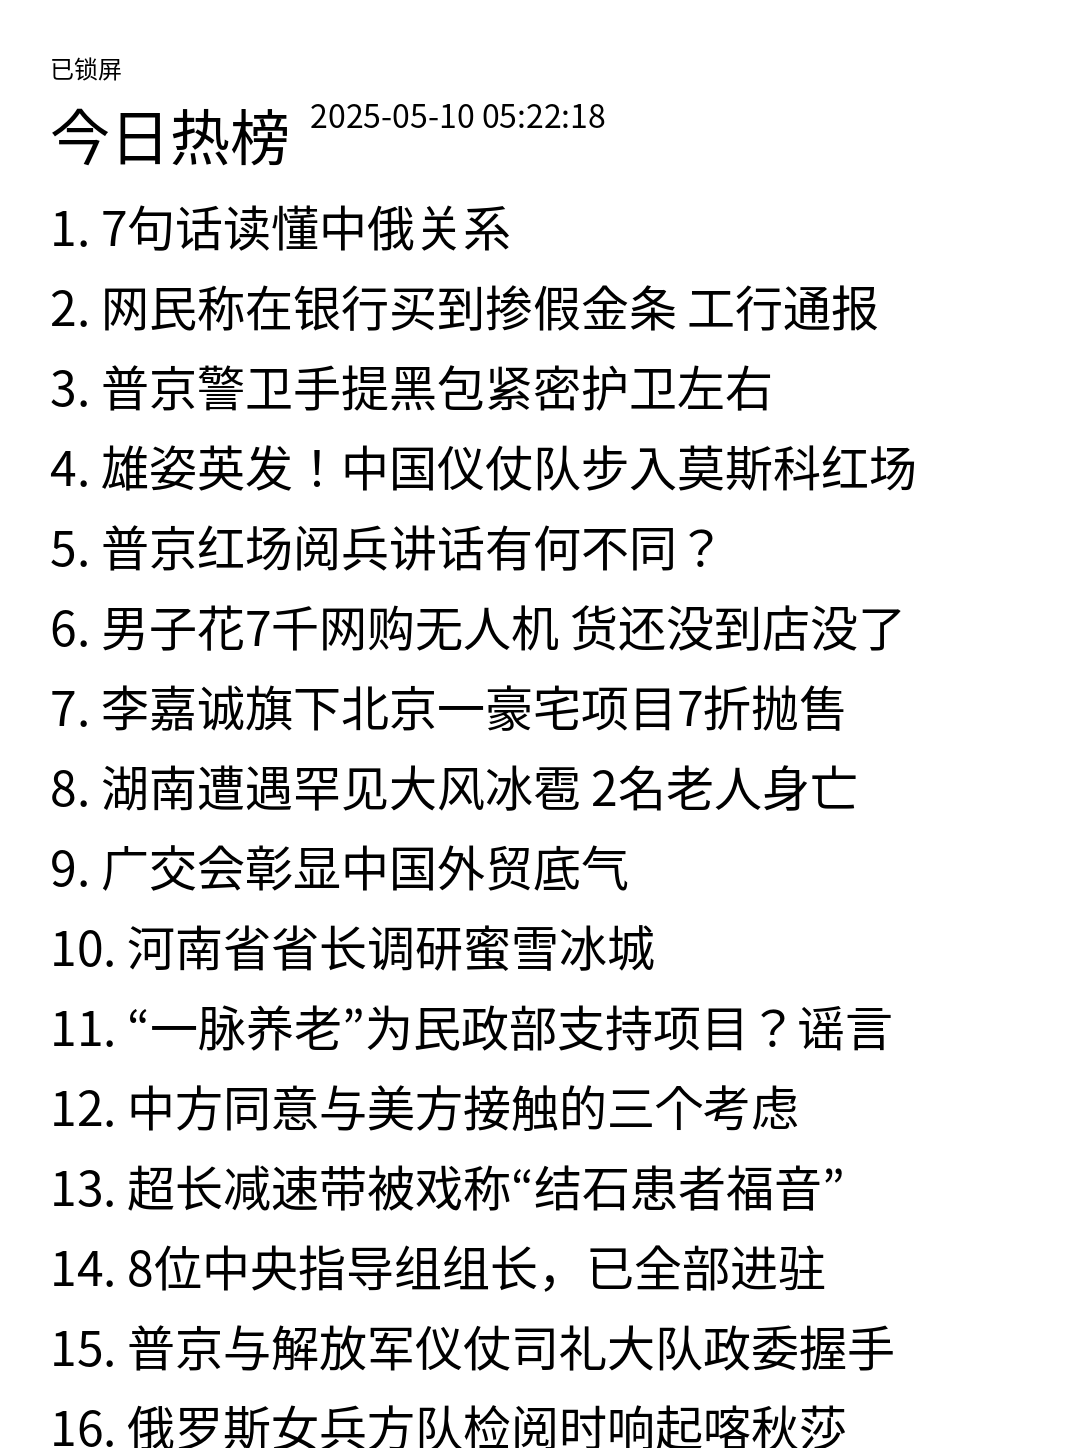 已锁屏
今日热榜 2025-05-10 05:22:18
1. 7句话读懂中俄关系
2. 网民称在银行买到掺假金条 工行通报
3. 普京警卫手提黑包紧密护卫左右
4. 雄姿英发！中国仪仗队步入莫斯科红场
5. 普京红场阅兵讲话有何不同？
6. 男子花7千网购无人机 货还没到店没了
7. 李嘉诚旗下北京一豪宅项目7折抛售
8. 湖南遭遇罕见大风冰雹 2名老人身亡
9. 广交会彰显中国外贸底气
10. 河南省省长调研蜜雪冰城
11. “一脉养老”为民政部支持项目？谣言
12. 中方同意与美方接触的三个考虑
13. 超长减速带被戏称“结石患者福音”
14. 8位中央指导组组长，已全部进驻
15. 普京与解放军仪仗司礼大队政委握手
16. 俄罗斯女兵方队检阅时响起喀秋莎